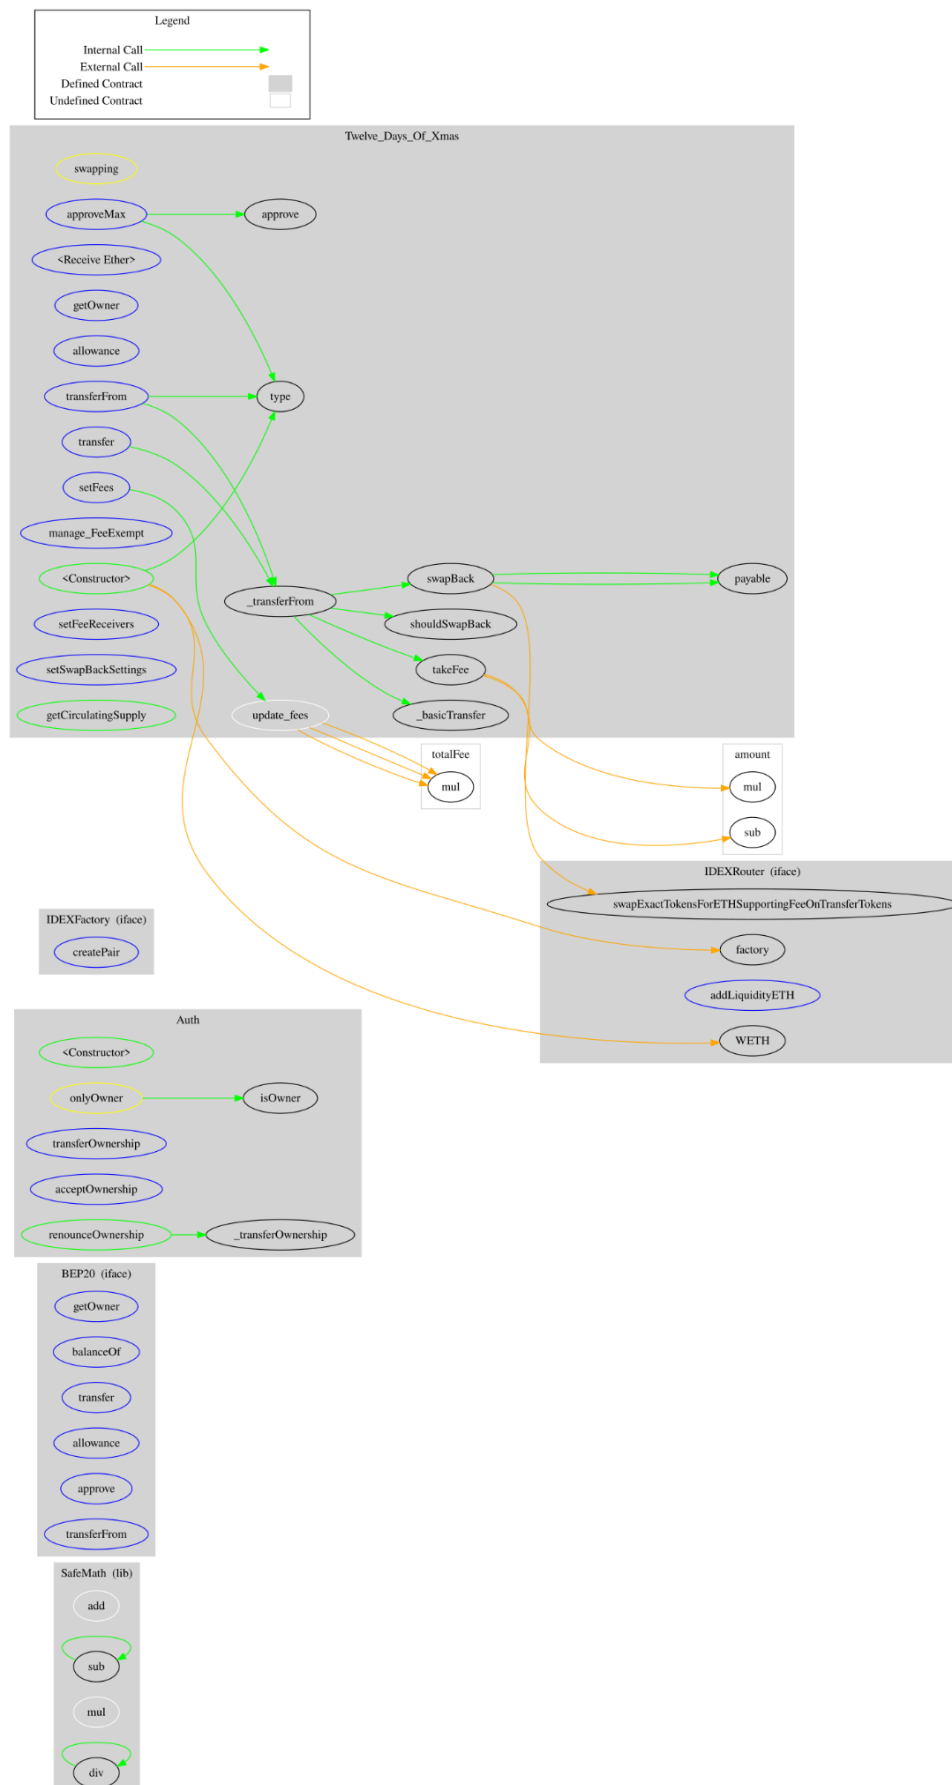 Legend
Internal Call
External Call
Defined Contract
Undefined Contract
Twelve_Days_Of_Xmas
swapping
approveMax
approve
<Receive Ether>
getOwner
allowance
transferFrom
type
transfer
setFees
manage_FeeExempt
<Constructor>
swapBack
payable
_transferFrom
setFeeReceivers
shouldSwapBack
setSwapBackSettings
takeFee
getCirculatingSupply
update_fees
_basicTransfer
totalFee
mul
amount
mul
sub
IDEXRouter (iface)
swapExactTokensForETHSupportingFeeOnTransferTokens
factory
addLiquidityETH
WETH
IDEXFactory (iface)
createPair
Auth
<Constructor>
onlyOwner
isOwner
transferOwnership
acceptOwnership
renounceOwnership
_transferOwnership
BEP20 (iface)
getOwner
balanceOf
transfer
allowance
approve
transferFrom
SafeMath (lib)
add
sub
mul
div